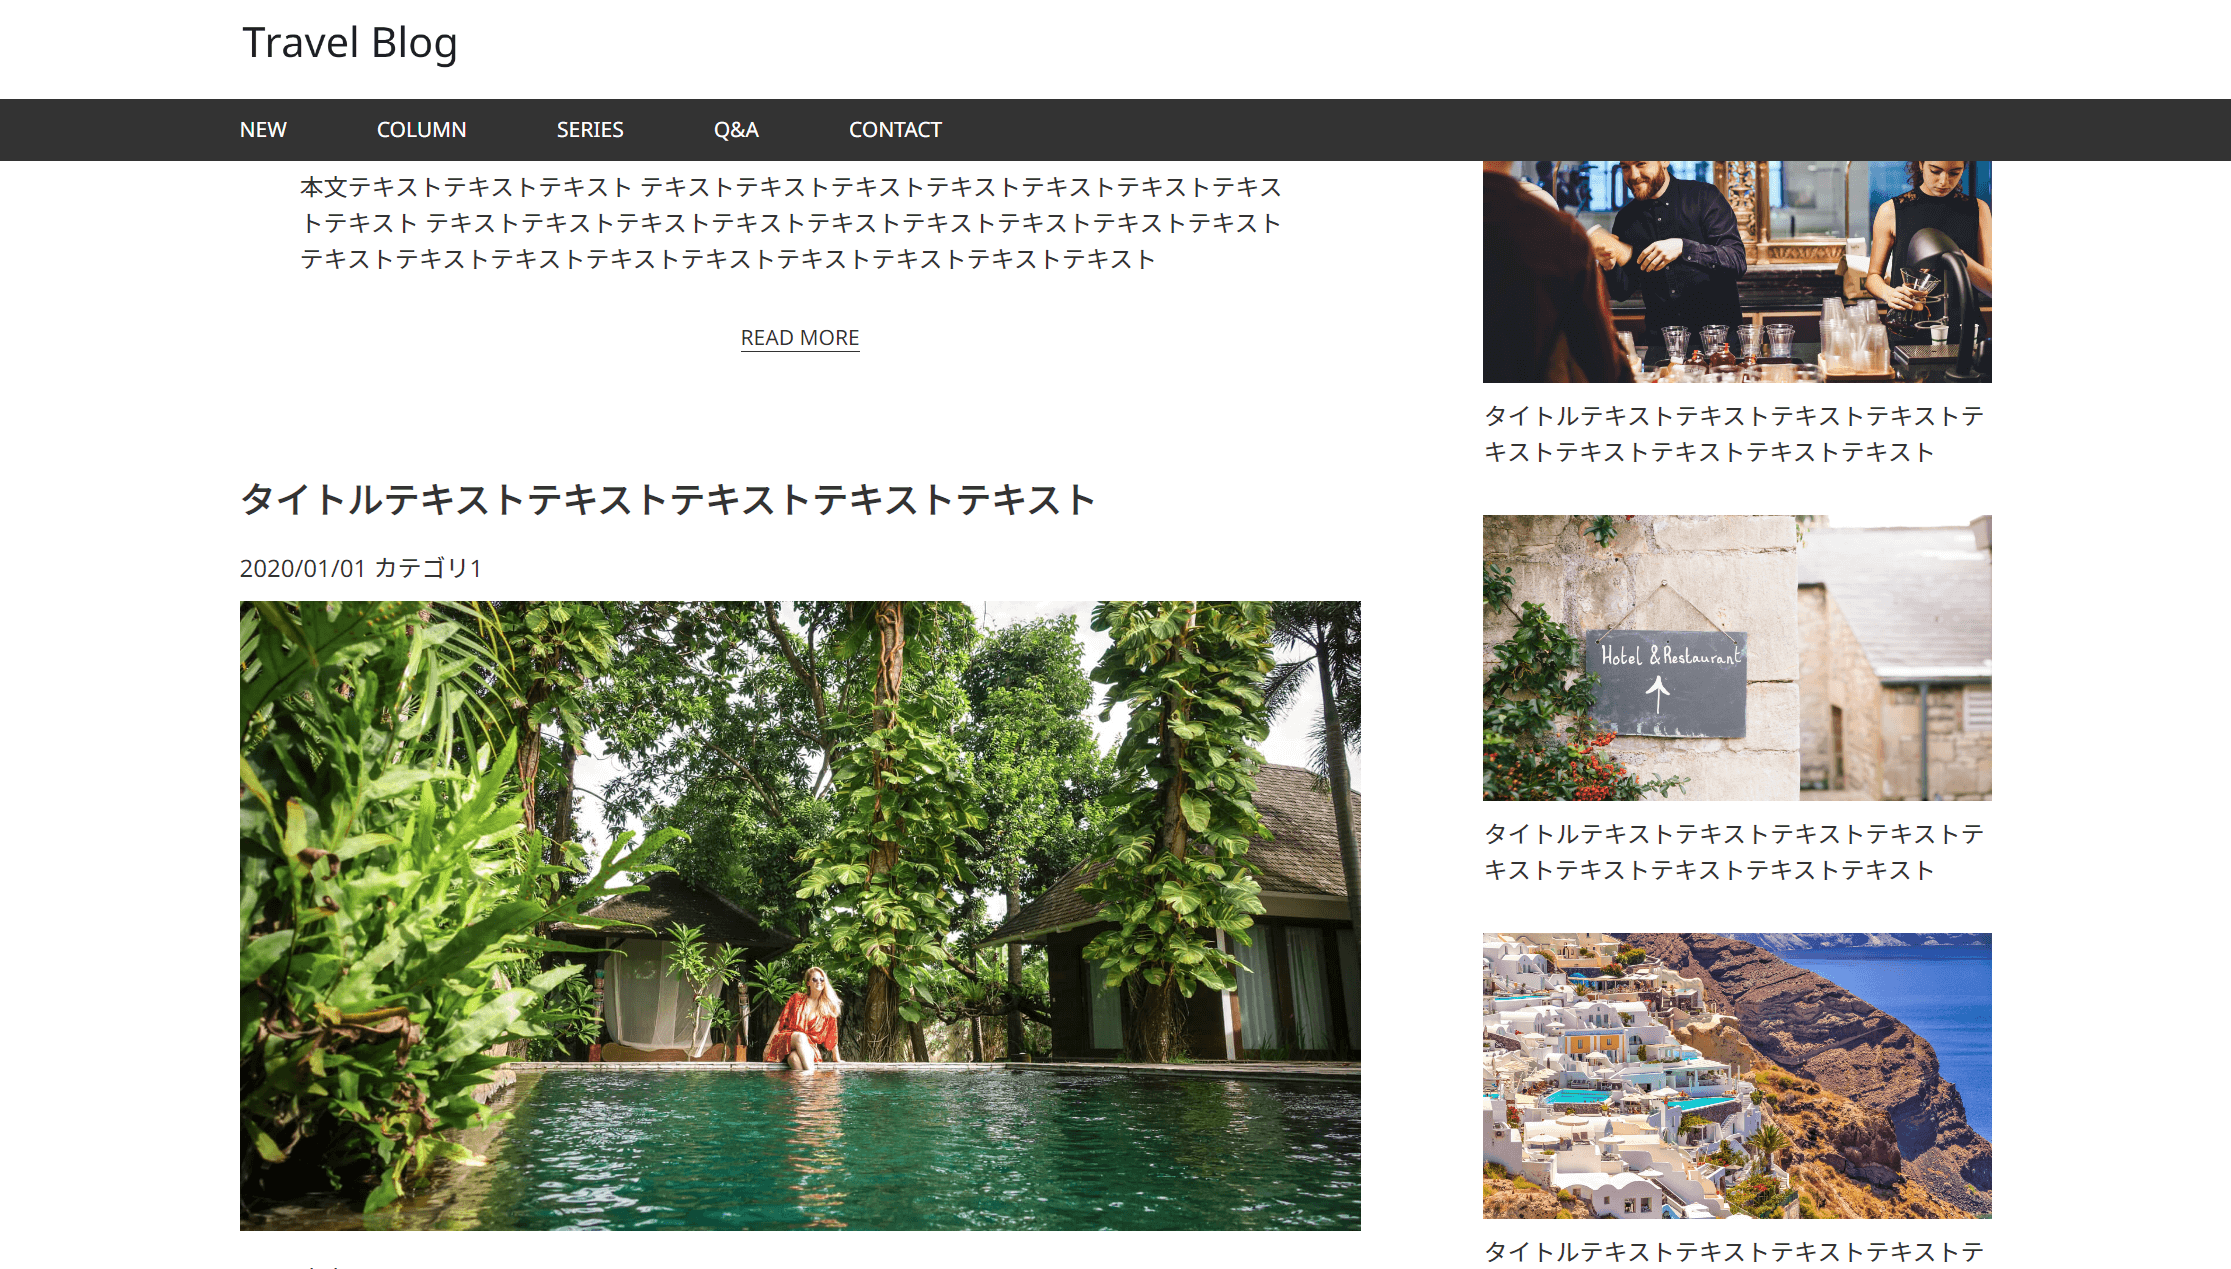 Travel Blog
NEW COLUMN SERIES Q&A CONTACT
本文テキストテキストテキスト テキストテキストテキストテキストテキストテキストテキス
トテキスト テキストテキストテキストテキストテキストテキストテキストテキストテキスト
テキストテキストテキストテキストテキストテキストテキストテキストテキスト
READ MORE
タイトルテキストテキストテキストテキストテキスト
2020/01/01 カテゴリ1
タイトルテキストテキストテキストテキストテ
キストテキストテキストテキストテキスト
Hotel & Restaurant
タイトルテキストテキストテキストテキストテ
キストテキストテキストテキストテキスト
タイトルテキストテキストテキストテキストテ